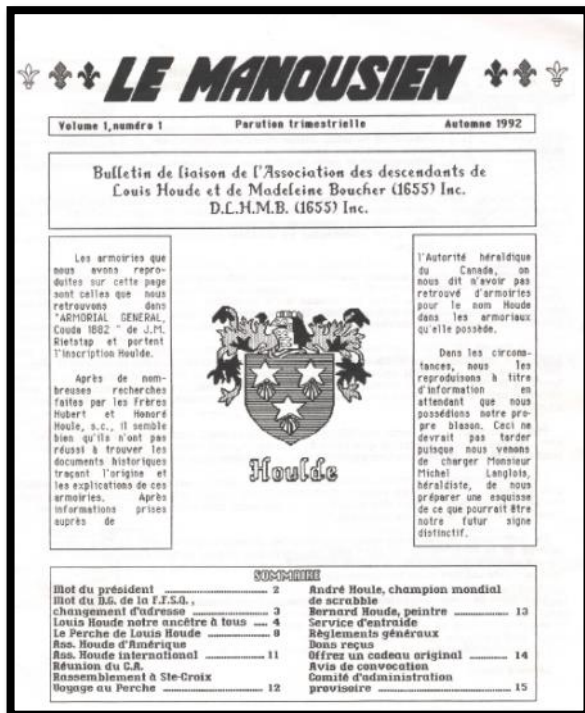 LE MANOUSIEN
Volume 1,numéro 1 Parution trimestrielle Automne 1992
Bulletin de liaison de l'Association des descendants de
Louis Houde et de Madeleine Boucher (1655) Inc.
D.L.H.M.B. (1655) Inc.
Les armoiries que
nous avons repro-
duites sur cette page
sont celles que nous
retrouvons dans
"ARMORIAL GENERAL,
Couda 1882 " de J.M.
Rietstap et portent
l'inscription Houlde.
Après de nom-
breuses recherches
faites par les Frères
Hubert et Honoré
Houle, s.c., il semble
bien qu'ils n'ont pas
réussi à trouver les
documents historiques
traçant l'origine et
les explications de ces
armoiries. Après
informations prises
auprès de
Houlde
l'Autorité héraldique
du Canada, on
nous dit n'avoir pas
retrouvé d'armoiries
pour le nom Houde
dans les armoriaux
qu'elle possède.
Dans les circons-
tances, nous les
reproduisons à titre
d'information en
attendant que nous
possédions notre pro-
pre blason. Ceci ne
devrait pas tarder
puisque nous venons
de charger Monsieur
Michel Langlois,
héraldiste, de nous
préparer une esquisse
de ce que pourrait être
notre futur signe
distinctif.
SOMMAIRE
Mot du président 2
Mot du D.G. de la F.F.S.Q.,
changement d'adresse 3
Louis Houde notre ancêtre à tous 4
Le Perche de Louis Houde 8
Ass. Houde d'Amérique
Ass. Houde international 11
Réunion du C.A.
Rassemblement à Ste-Croix
Voyage au Perche 12
André Houle, champion mondial
de scrabble
Bernard Houde, peintre 13
Service d'entraide
Règlements généraux
Dons reçus
Offrez un cadeau original 14
Avis de convocation
Comité d'administration
provisoire 15